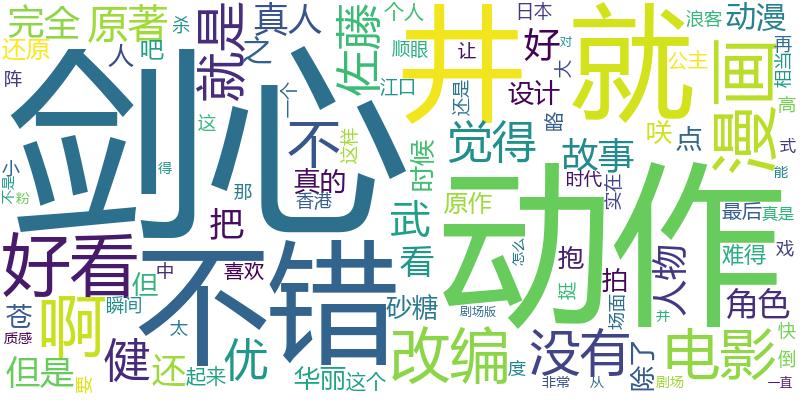 完全
原著
就是
真人
之
佐藤
个人
日本
浪客
动漫
再
还原
人
吧
杀
顺眼
让
井
好
大
对
就
公主
相当
阵
剑心
个
一
江口
还是
设计
略
漫画
高
这
不
这样
觉得
咲
点
式
小
得
真的
时候
故事
能
不是
粉
那
香港
时代
实在
动作
把
武
原作
最后
真是
好看
不错
但
中
喜欢
看
怎么
抱
拍
人物
难得
戏
苍
啊
瞬间
太
砂糖
挺
剧场版
场面
并
角色
质感
健
还
优
改编
没有
电影
快
倒
但是
要
起来
华丽
这个
度
非常
从
除了
剧场
一直